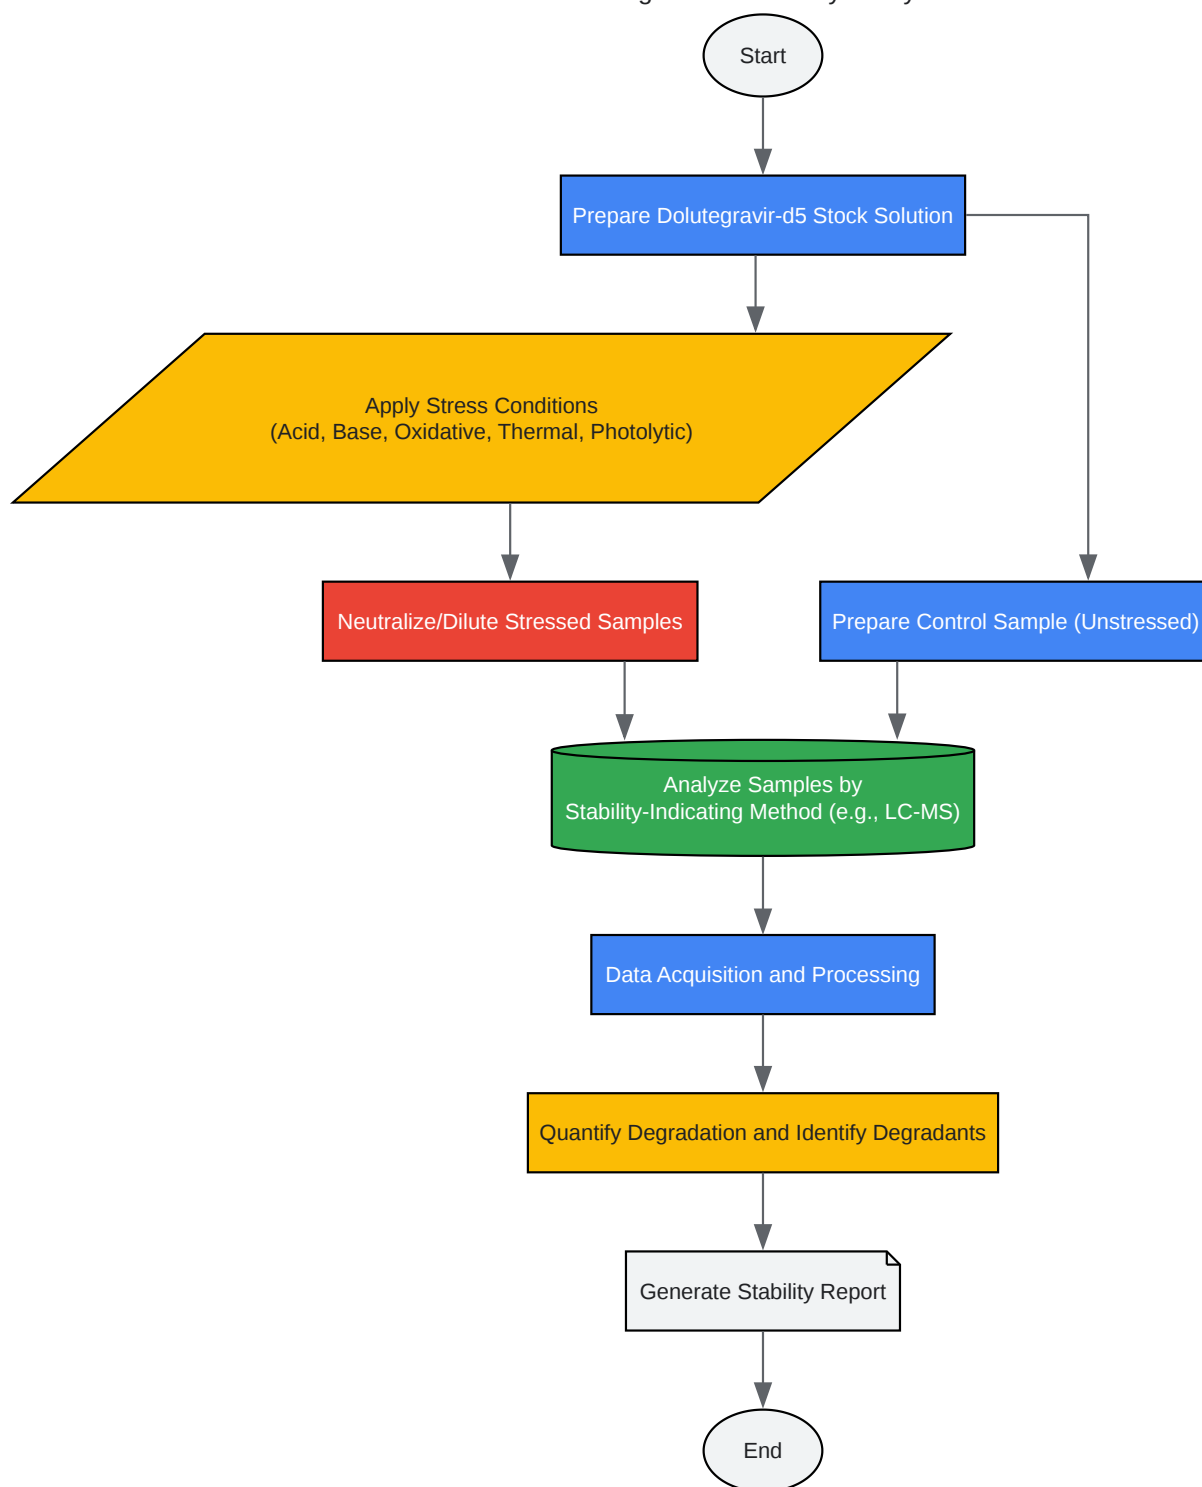 Start
Prepare Dolutegravir-d5 Stock Solution
Apply Stress Conditions
(Acid, Base, Oxidative, Thermal, Photolytic)
Neutralize/Dilute Stressed Samples
Prepare Control Sample (Unstressed)
Analyze Samples by
Stability-Indicating Method (e.g., LC-MS)
Data Acquisition and Processing
Quantify Degradation and Identify Degradants
Generate Stability Report
End